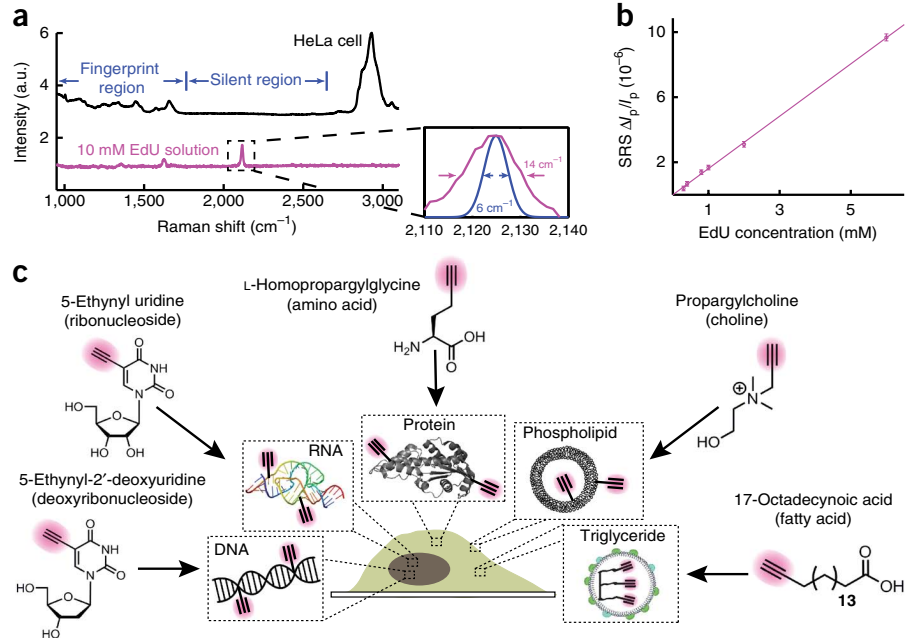 a
Intensity (a.u.)
6
4
2
Fingerprint
region
Silent region
HeLa cell
10 mM EdU solution
1,000
1,500
2,000
2,500
3,000
Raman shift (cm⁻¹)
14 cm⁻¹
6 cm⁻¹
2,110
2,120
2,130
2,140
b
SRS ΔIₚ/Iₚ (10⁻⁶)
10
6
2
1
3
5
EdU concentration (mM)
c
5-Ethynyl uridine
(ribonucleoside)
O
NH
N
O
HO
O
OH
OH
L-Homopropargylglycine
(amino acid)
H₂N
OH
O
Propargylcholine
(choline)
+
N
HO
RNA
Protein
Phospholipid
5-Ethynyl-2′-deoxyuridine
(deoxyribonucleoside)
O
NH
N
O
HO
O
HO
DNA
Triglyceride
17-Octadecynoic acid
(fatty acid)
O
OH
13